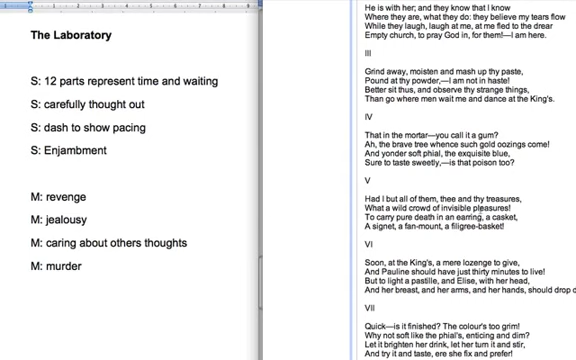 The Laboratory
S: 12 parts represent time and waiting
S: carefully thought out
S: dash to show pacing
S: Enjambment
M: revenge
M: jealousy
M: caring about others thoughts
M: murder
He is with her; and they know that I know
Where they are, what they do: they believe my tears flow
While they laugh, laugh at me, at me fled to the drear
Empty church, to pray God in, for them!—I am here.
III
Grind away, moisten and mash up thy paste,
Pound at thy powder,—I am not in haste!
Better sit thus, and observe thy strange things,
Than go where men wait me and dance at the King's.
IV
That in the mortar—you call it a gum?
Ah, the brave tree whence such gold oozings come!
And yonder soft phial, the exquisite blue,
Sure to taste sweetly,—is that poison too?
V
Had I but all of them, thee and thy treasures,
What a wild crowd of invisible pleasures!
To carry pure death in an earring, a casket,
A signet, a fan-mount, a filigree-basket!
VI
Soon, at the King's, a mere lozenge to give,
And Pauline should have just thirty minutes to live!
But to light a pastille, and Elise, with her head,
And her breast, and her arms, and her hands, should drop
VII
Quick—is it finished? The colour's too grim!
Why not soft like the phial's, enticing and dim?
Let it brighten her drink, let her turn it and stir,
And try it and taste, ere she fix and prefer!